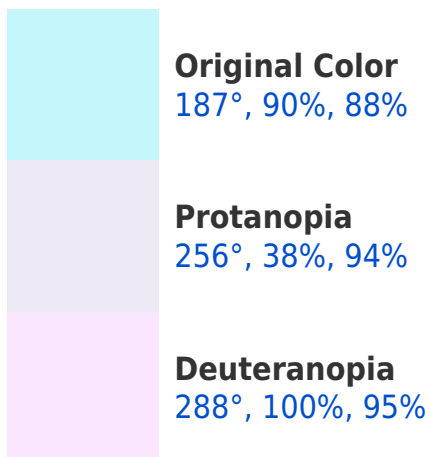 Original Color
187°, 90%, 88%
Protanopia
256°, 38%, 94%
Deuteranopia
288°, 100%, 95%